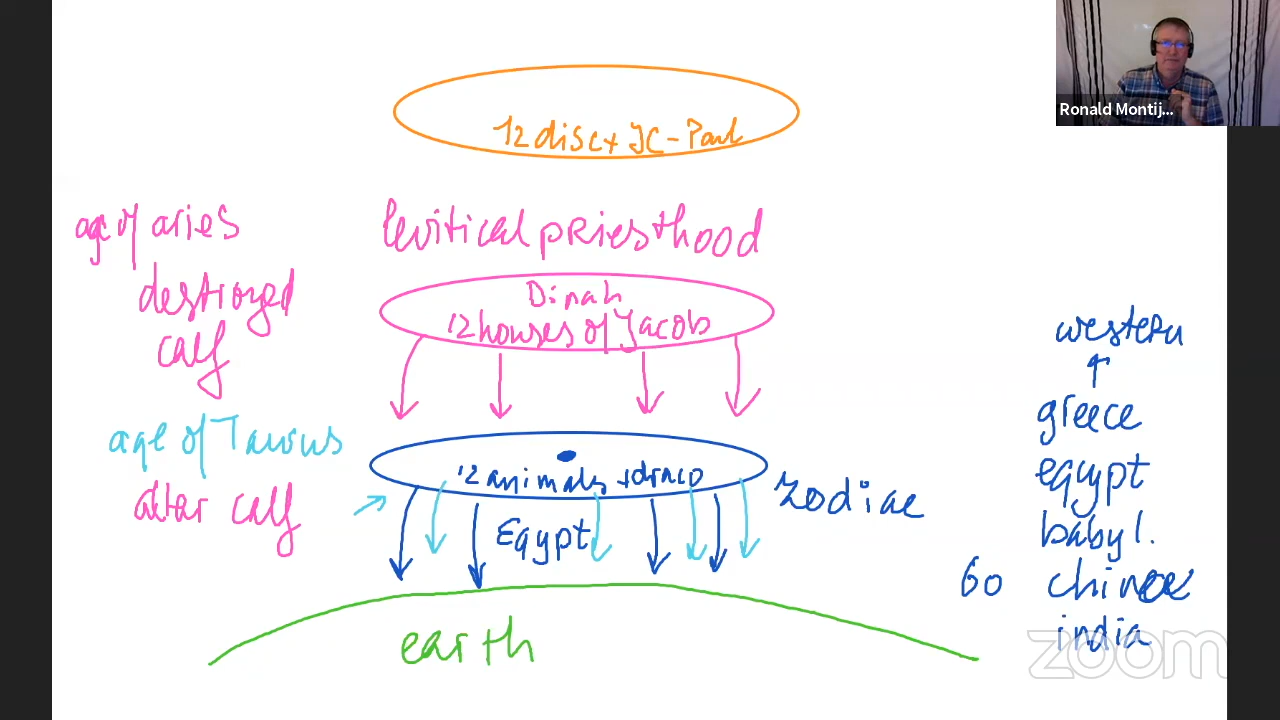 Ronald Montij...
12 disc + JC - Paul
age of aries
levitical priesthood
destroyed
calf
Dinah
12 houses of Jacob
western
greece
age of Taurus
alter calf
12 animals + draco
zodiac
egypt
Egypt
babyl.
60 chinese
india
earth
zoom